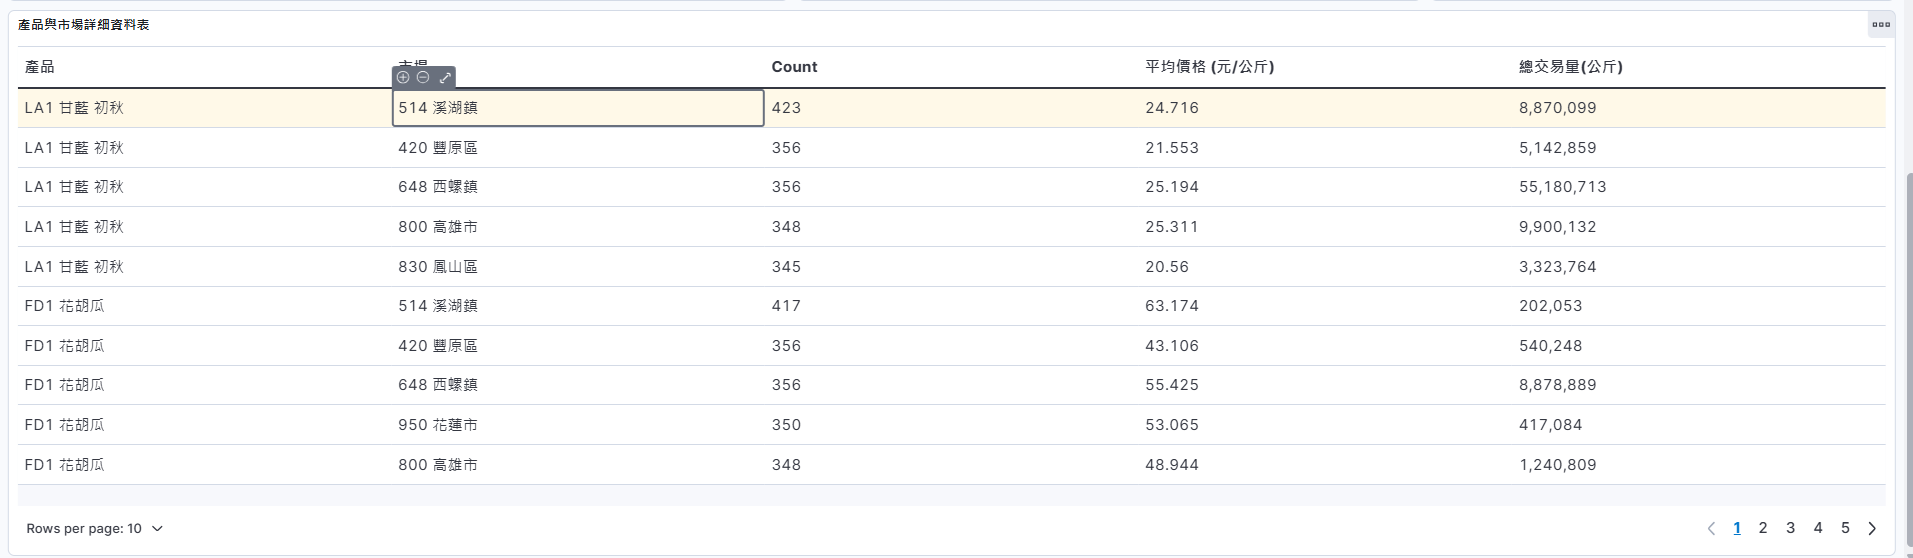 產品與市場詳細資料表
產品 市場 Count 平均價格 (元/公斤) 總交易量(公斤)
LA1 甘藍 初秋 514 溪湖鎮 423 24.716 8,870,099
LA1 甘藍 初秋 420 豐原區 356 21.553 5,142,859
LA1 甘藍 初秋 648 西螺鎮 356 25.194 55,180,713
LA1 甘藍 初秋 800 高雄市 348 25.311 9,900,132
LA1 甘藍 初秋 830 鳳山區 345 20.56 3,323,764
FD1 花胡瓜 514 溪湖鎮 417 63.174 202,053
FD1 花胡瓜 420 豐原區 356 43.106 540,248
FD1 花胡瓜 648 西螺鎮 356 55.425 8,878,889
FD1 花胡瓜 950 花蓮市 350 53.065 417,084
FD1 花胡瓜 800 高雄市 348 48.944 1,240,809
Rows per page: 10 1 2 3 4 5